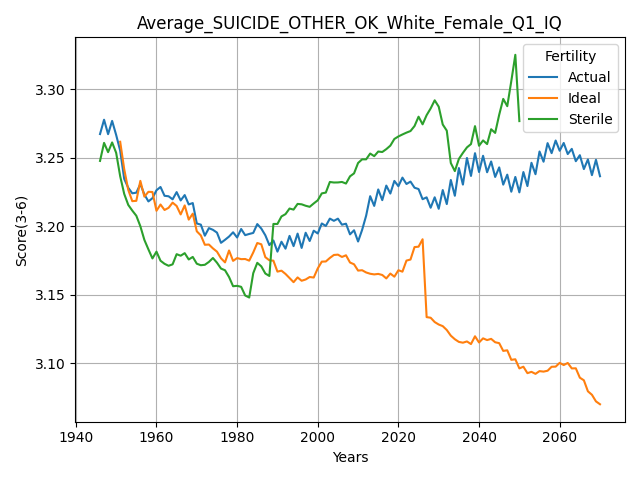 Average_SUICIDE_OTHER_OK_White_Female_Q1_IQ
Fertility
Actual
Ideal
Sterile
Score(3-6)
3.30
3.25
3.20
3.15
3.10
1940
1960
1980
2000
2020
2040
2060
Years